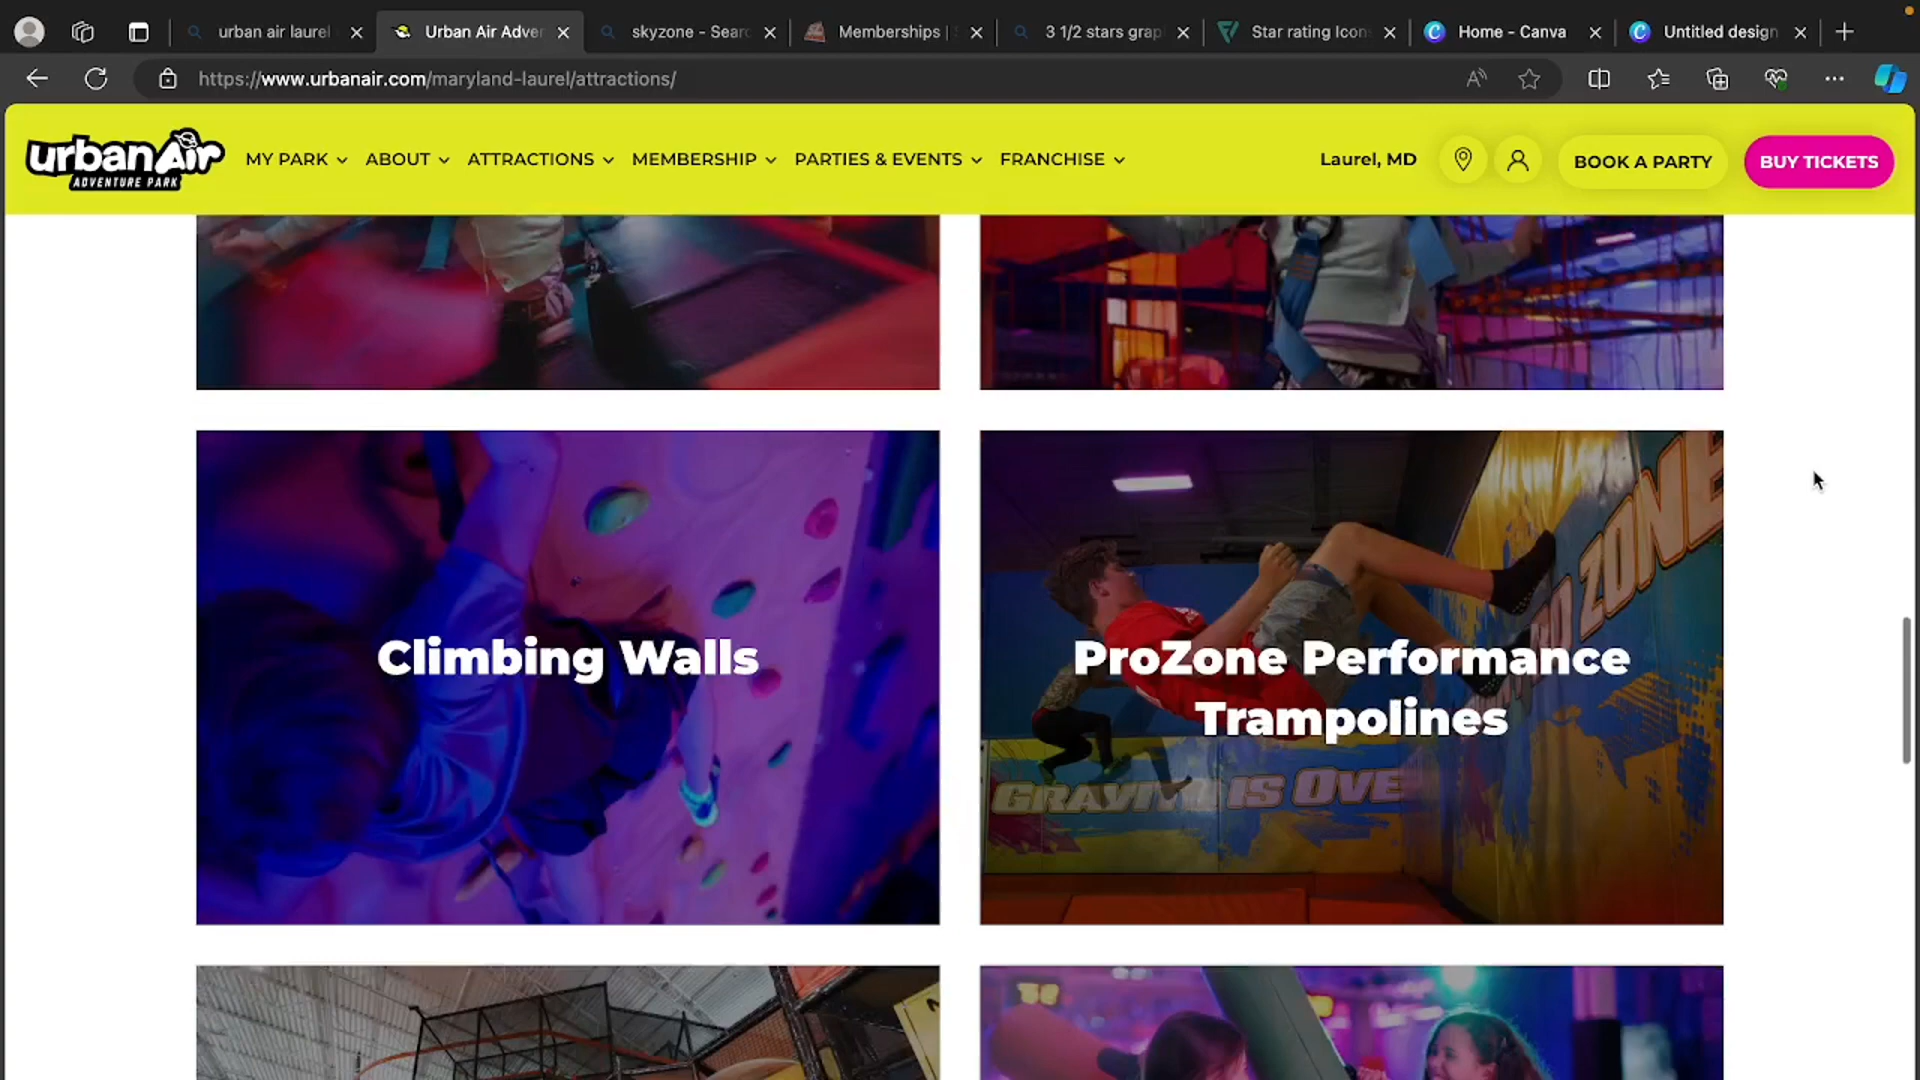 urban air laurel
Urban Air Adver
skyzone - Searc
Memberships | S
3 1/2 stars grap
Star rating Icon
Home - Canva
Untitled design
https://www.urbanair.com/maryland-laurel/attractions/
urbanAir
ADVENTURE PARK
MY PARK
ABOUT
ATTRACTIONS
MEMBERSHIP
PARTIES & EVENTS
FRANCHISE
Laurel, MD
BOOK A PARTY
BUY TICKETS
Climbing Walls
ProZone Performance
Trampolines
GRAVITY IS OVE
ZONE